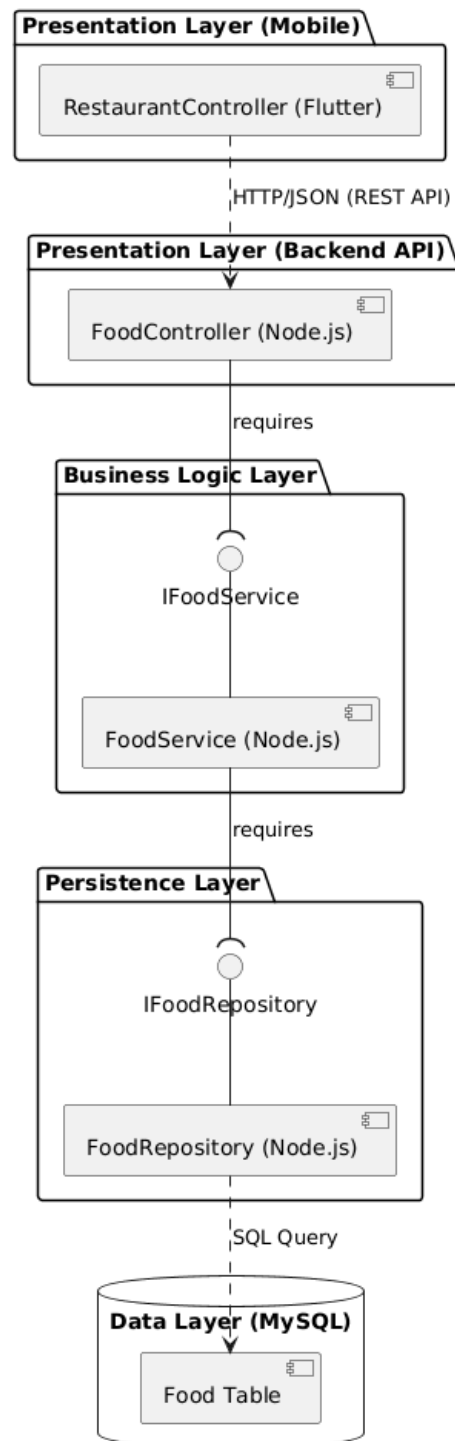 Presentation Layer (Mobile)
RestaurantController (Flutter)
HTTP/JSON (REST API)
Presentation Layer (Backend API)
FoodController (Node.js)
requires
Business Logic Layer
IFoodService
FoodService (Node.js)
requires
Persistence Layer
IFoodRepository
FoodRepository (Node.js)
SQL Query
Data Layer (MySQL)
Food Table